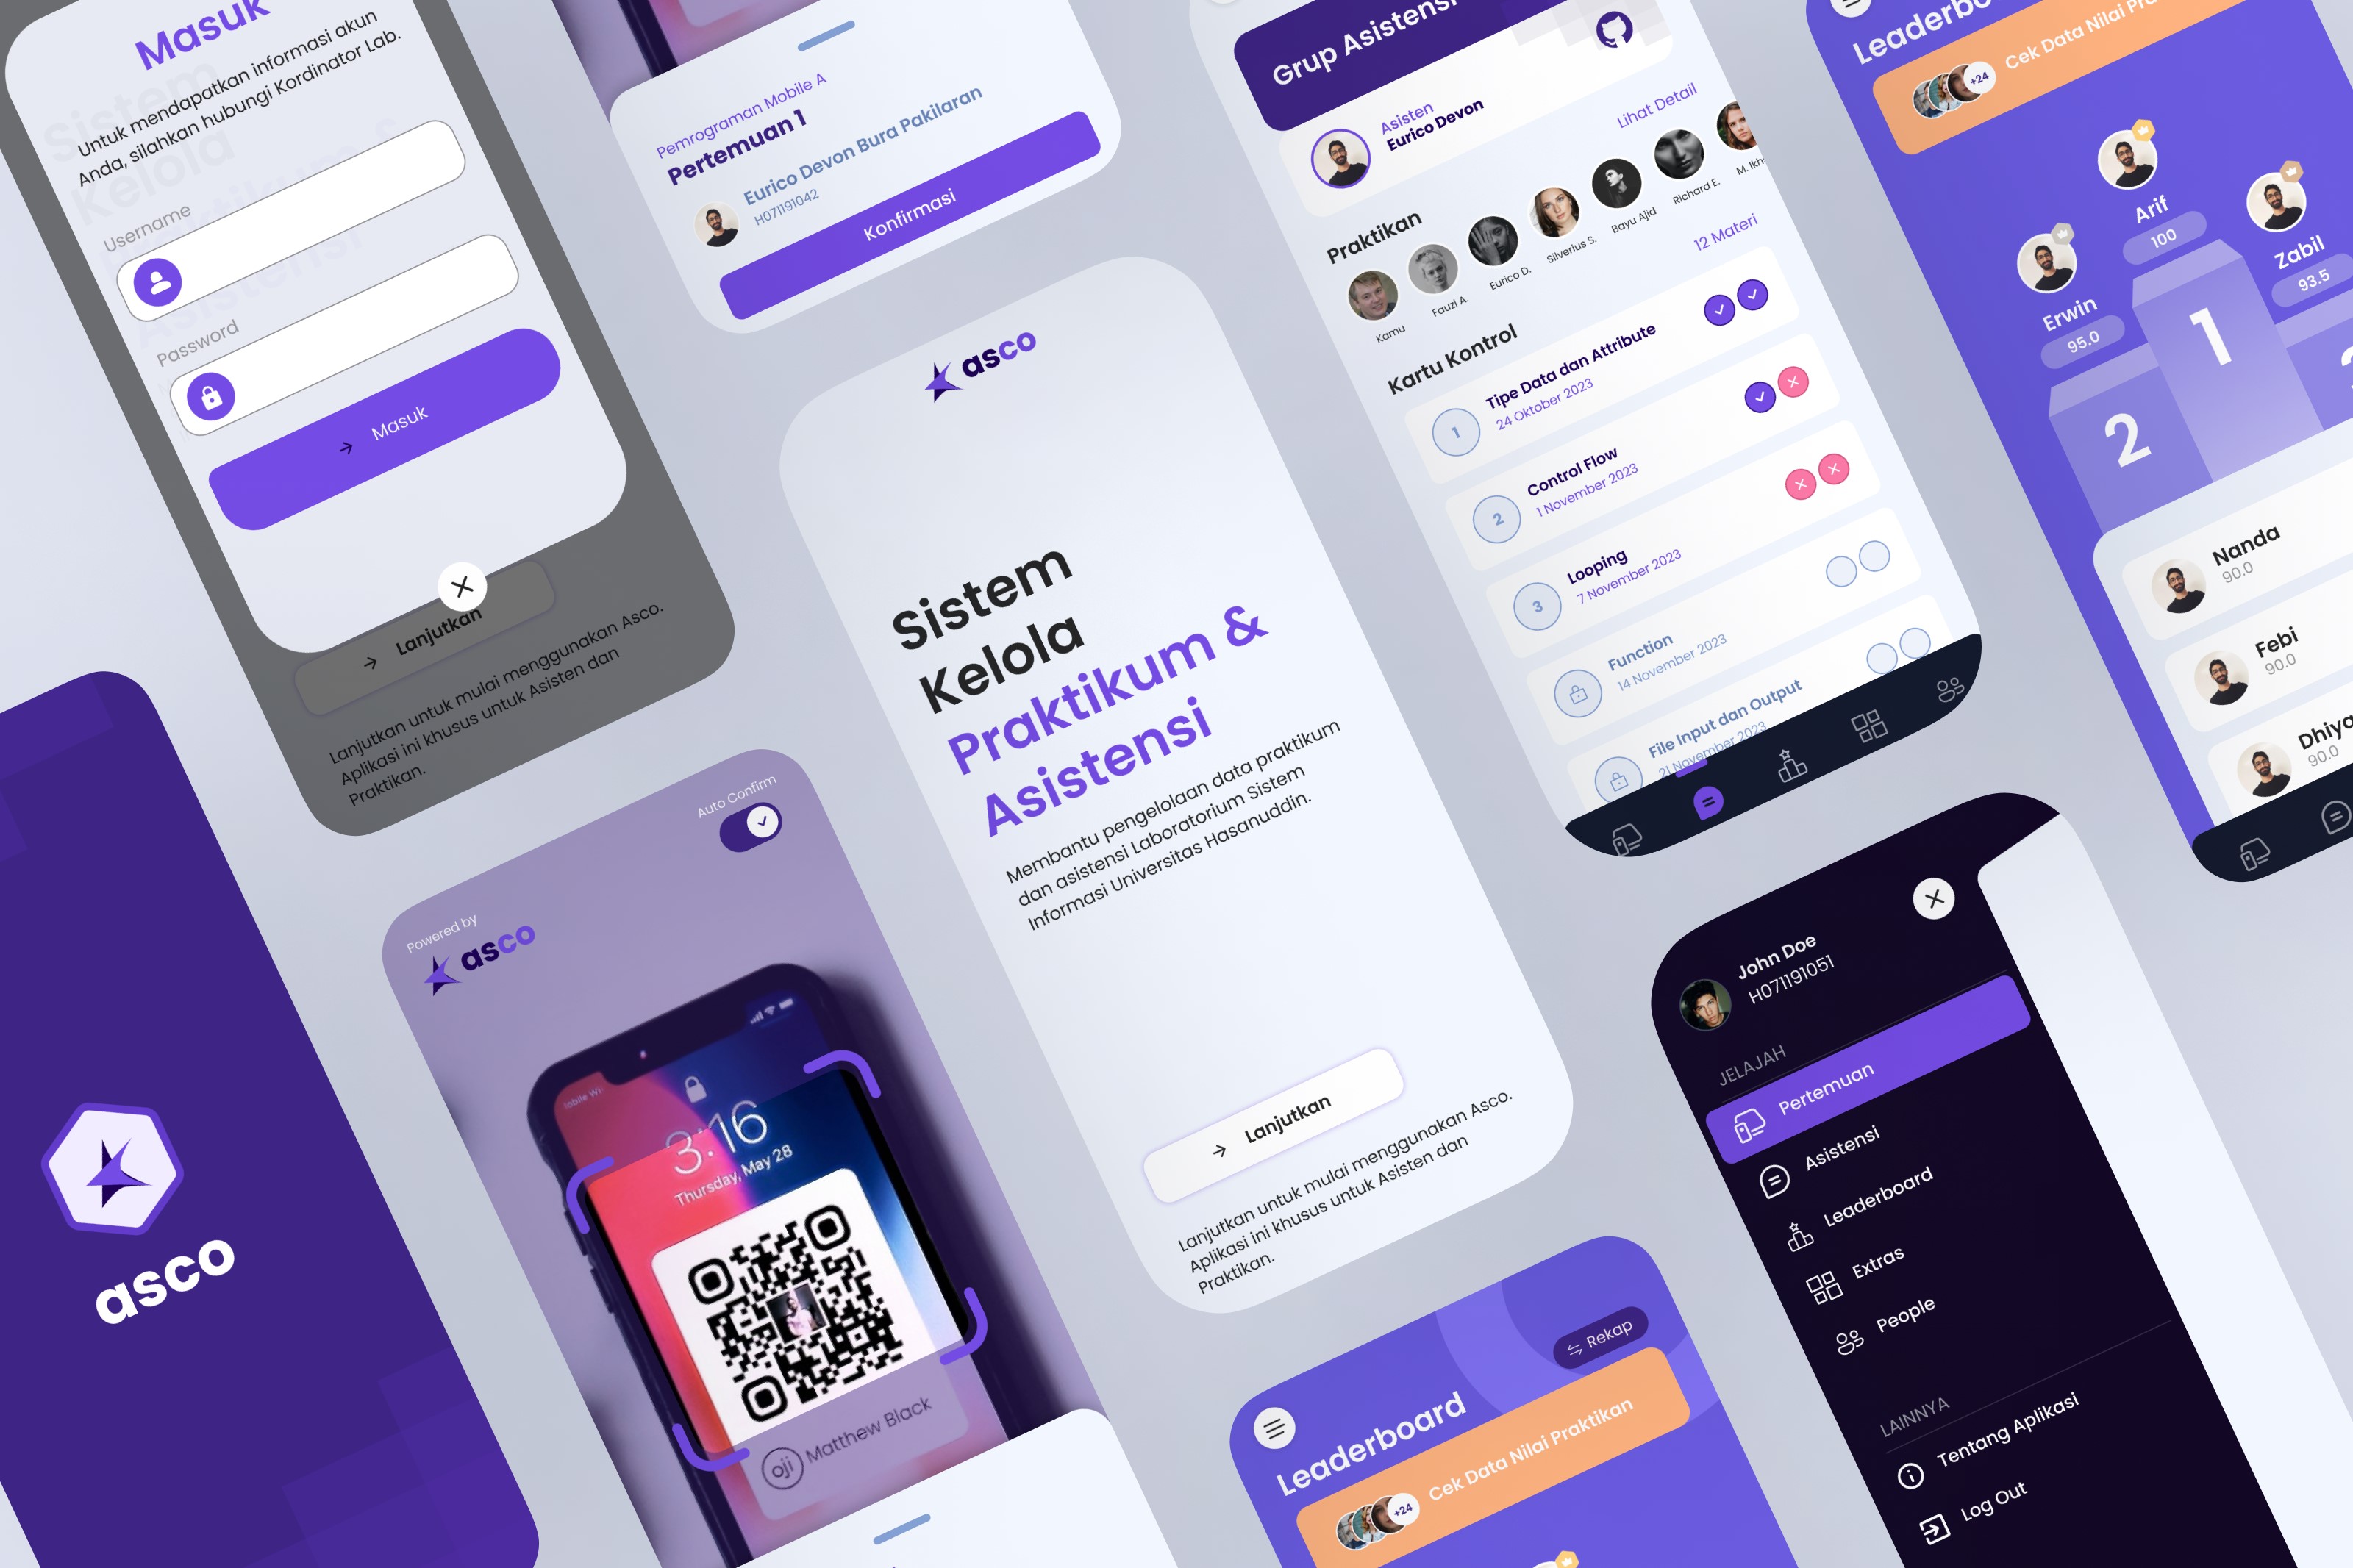 Masuk
Untuk mendapatkan informasi akun
Anda, silahkan hubungi Kordinator Lab.
Sistem
Kelola
Praktikum &
Asistensi
Username
Password
Masuk
Lanjutkan
Lanjutkan untuk mulai menggunakan Asco.
Aplikasi ini khusus untuk Asisten dan
Praktikan.
asco
Pemrograman Mobile A
Pertemuan 1
Eurico Devon Bura Pakilaran
H071191042
Konfirmasi
Auto Confirm
Powered by
asco
3:16
Thursday, May 28
oji
Matthew Black
asco
Sistem
Kelola
Praktikum &
Asistensi
Membantu pengelolaan data praktikum
dan asistensi Laboratorium Sistem
Informasi Universitas Hasanuddin.
Lanjutkan
Lanjutkan untuk mulai menggunakan Asco.
Aplikasi ini khusus untuk Asisten dan
Praktikan.
Grup Asistensi
Asisten
Eurico Devon
Praktikan
Lihat Detail
Kamu
Fauzi A.
Eurico D.
Silverius S.
Bayu Ajid
Richard E.
M. Ikh
Kartu Kontrol
12 Materi
1
Tipe Data dan Attribute
24 Oktober 2023
2
Control Flow
1 November 2023
3
Looping
7 November 2023
Function
14 November 2023
File Input dan Output
21 November 2023
Rekap
Leaderboard
+24
Cek Data Nilai Praktikan
Leaderbo
+24
Cek Data Nilai Pra
Arif
100
Erwin
95.0
Zabil
93.5
1
2
Nanda
90.0
Febi
90.0
Dhiya
90.0
John Doe
H071191051
JELAJAH
Pertemuan
Asistensi
Leaderboard
Extras
People
LAINNYA
Tentang Aplikasi
Log Out